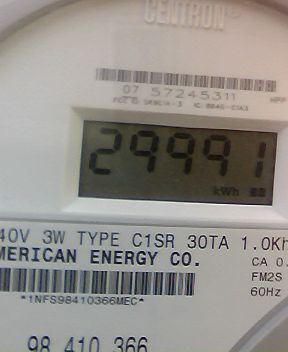 CENTRON®
07 57245311
29991
kWh
40V 3W TYPE C1SR 30TA 1.0Kh
MERICAN ENERGY CO.
CA 0.
FM2S
60Hz
*1NFS98410366MEC*
98 410 366